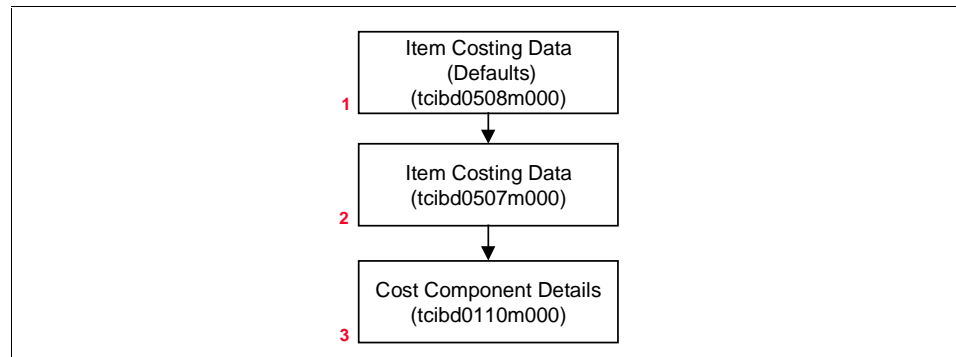 Item Costing Data
(Defaults)
(tcibd0508m000)
1
Item Costing Data
(tcibd0507m000)
2
Cost Component Details
(tcibd0110m000)
3